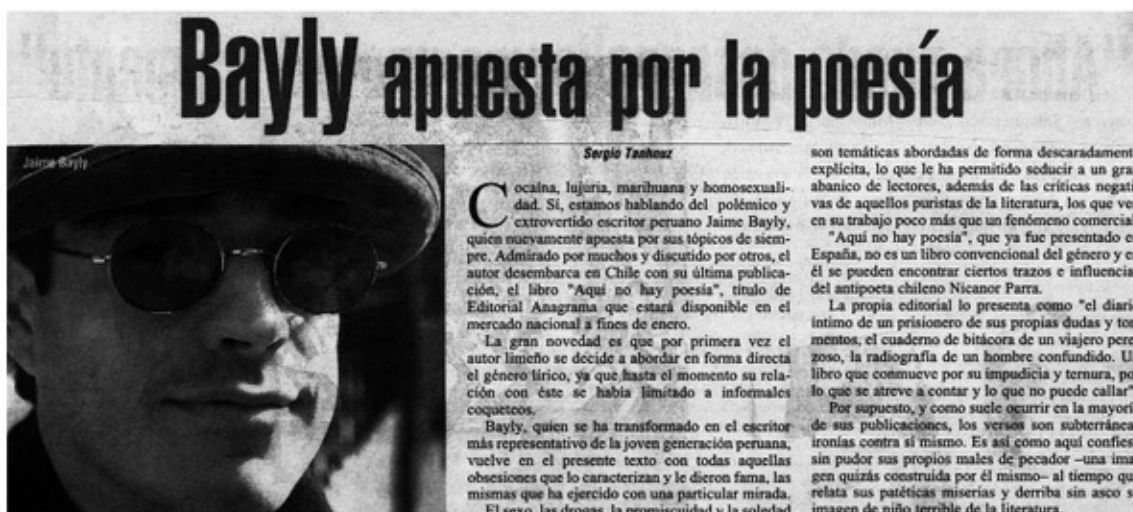 Bayly apuesta por la poesía
Jaime Bayly
Sergio Tanhnuz
Cocaína, lujuria, marihuana y homosexuali-
dad. Sí, estamos hablando del polémico y
extrovertido escritor peruano Jaime Bayly,
quien nuevamente apuesta por sus tópicos de siem-
pre. Admirado por muchos y discutido por otros, el
autor desembarca en Chile con su última publica-
ción, el libro "Aquí no hay poesía", título de
Editorial Anagrama que estará disponible en el
mercado nacional a fines de enero.
La gran novedad es que por primera vez el
autor limeño se decide a abordar en forma directa
el género lírico, ya que hasta el momento su rela-
ción con éste se había limitado a informales
coqueteos.
Bayly, quien se ha transformado en el escritor
más representativo de la joven generación peruana,
vuelve en el presente texto con todas aquellas
obsesiones que lo caracterizan y le dieron fama, las
mismas que ha ejercido con una particular mirada.
El sexo, las drogas, la promiscuidad y la soledad
son temáticas abordadas de forma descaradament
explícita, lo que le ha permitido seducir a un gra
abanico de lectores, además de las críticas negati
vas de aquellos puristas de la literatura, los que ve
en su trabajo poco más que un fenómeno comercial
"Aquí no hay poesía", que ya fue presentado e
España, no es un libro convencional del género y e
él se pueden encontrar ciertos trazos e influencia
del antipoeta chileno Nicanor Parra.
La propia editorial lo presenta como "el diari
íntimo de un prisionero de sus propias dudas y tor
mentos, el cuaderno de bitácora de un viajero pere
zoso, la radiografía de un hombre confundido. U
libro que conmueve por su impudicia y ternura, po
lo que se atreve a contar y lo que no puede callar"
Por supuesto, y como suele ocurrir en la mayorí
de sus publicaciones, los versos son subterránea
ironías contra sí mismo. Es así como aquí confies
sin pudor sus propios males de pecador –una ima
gen quizás construida por él mismo– al tiempo qu
relata sus patéticas miserias y derriba sin asco s
imagen de niño terrible de la literatura.